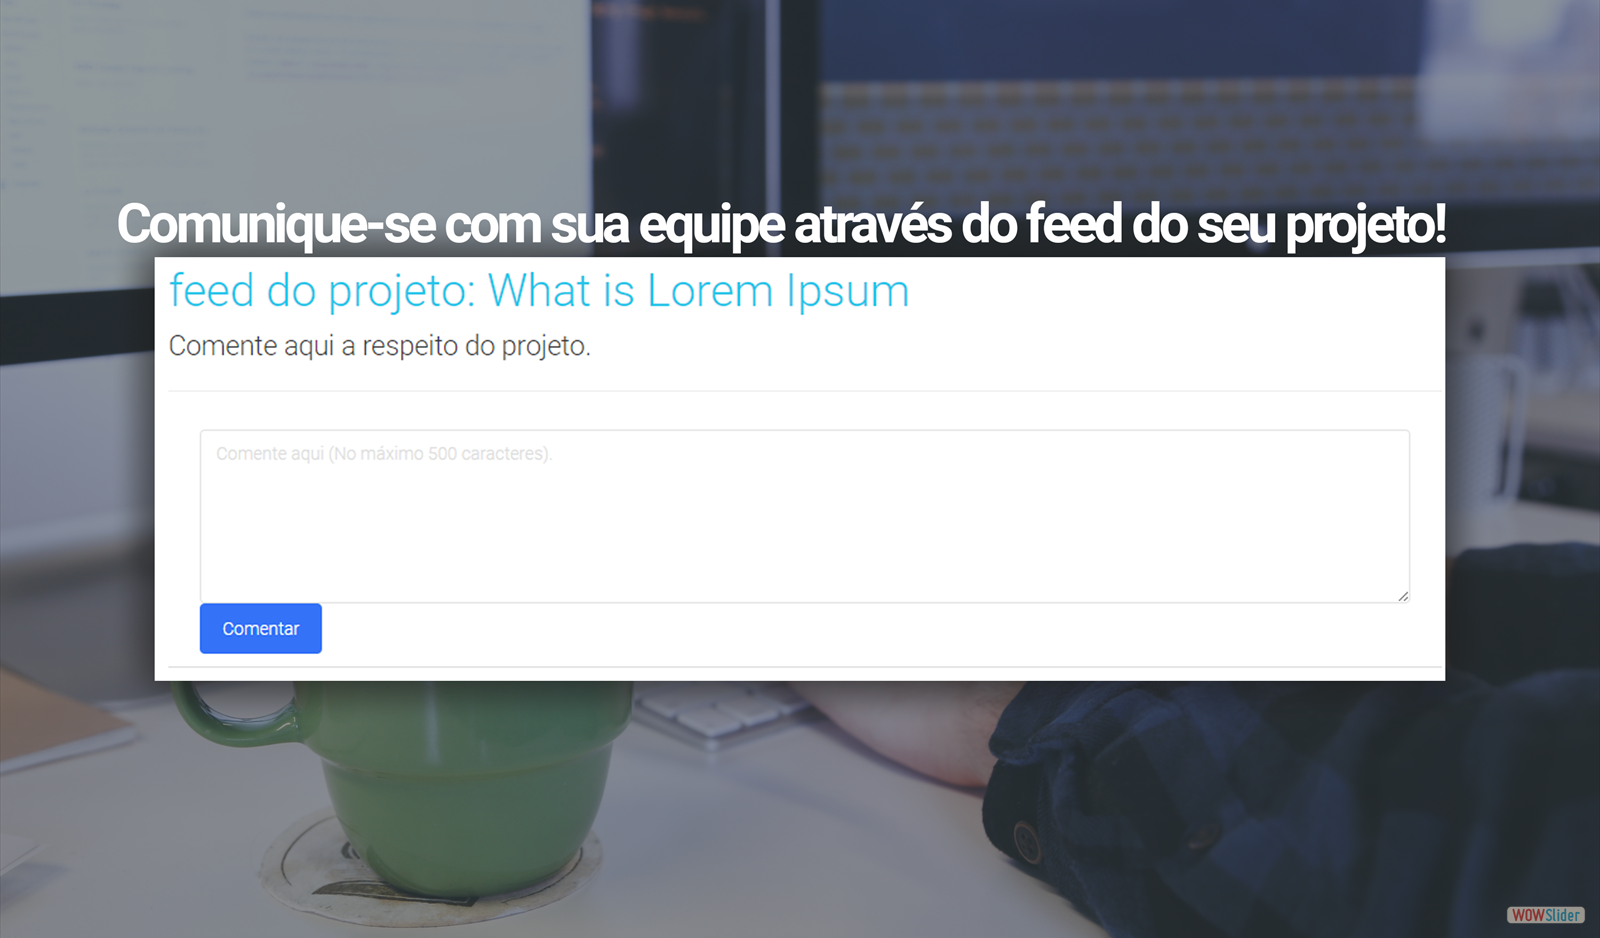 Comunique-se com sua equipe através do feed do seu projeto!
feed do projeto: What is Lorem Ipsum
Comente aqui a respeito do projeto.
Comente aqui (No máximo 500 caracteres).
Comentar
WOWSlider